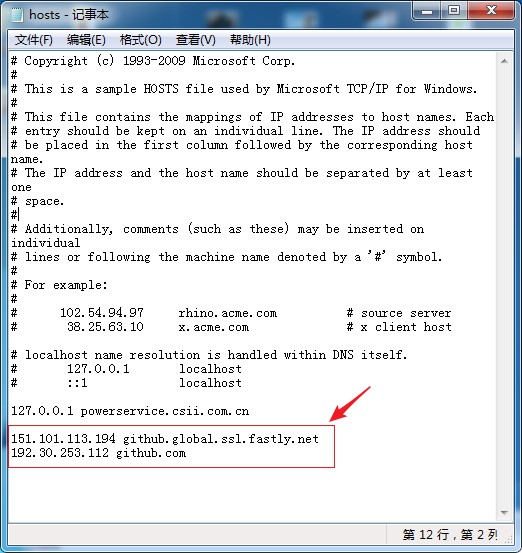 hosts - 记事本
文件(F) 编辑(E) 格式(O) 查看(V) 帮助(H)
# Copyright (c) 1993-2009 Microsoft Corp.
#
# This is a sample HOSTS file used by Microsoft TCP/IP for Windows.
#
# This file contains the mappings of IP addresses to host names. Each
# entry should be kept on an individual line. The IP address should
# be placed in the first column followed by the corresponding host
name.
# The IP address and the host name should be separated by at least
one
# space.
#
# Additionally, comments (such as these) may be inserted on
individual
# lines or following the machine name denoted by a '#' symbol.
#
# For example:
#
# 102.54.94.97 rhino.acme.com # source server
# 38.25.63.10 x.acme.com # x client host

# localhost name resolution is handled within DNS itself.
# 127.0.0.1 localhost
# ::1 localhost

127.0.0.1 powerservice.csii.com.cn

151.101.113.194 github.global.ssl.fastly.net
192.30.253.112 github.com
第 12 行，第 2 列